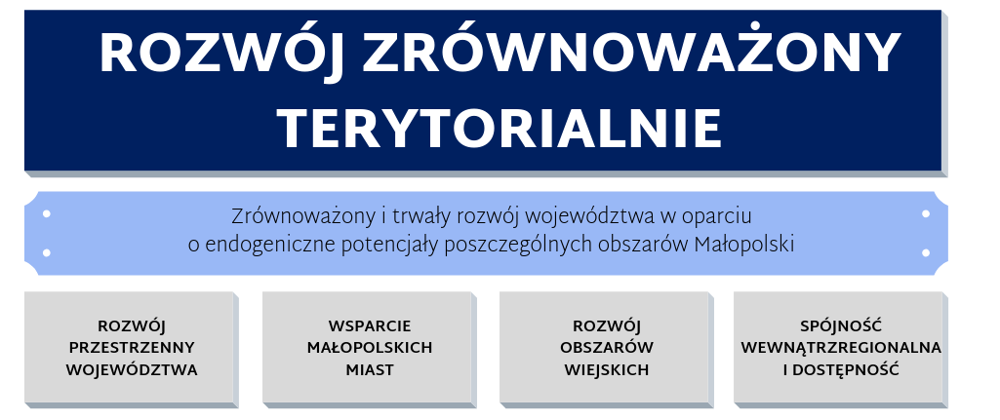 ROZWÓJ ZRÓWNOWAŻONY
TERYTORIALNIE
Zrównoważony i trwały rozwój województwa w oparciu
o endogeniczne potencjały poszczególnych obszarów Małopolski
ROZWÓJ
PRZESTRZENNY
WOJEWÓDZTWA
WSPARCIE
MAŁOPOLSKICH
MIAST
ROZWÓJ
OBSZARÓW
WIEJSKICH
SPÓJNOŚĆ
WEWNĄTRZREGIONALNA
I DOSTĘPNOŚĆ